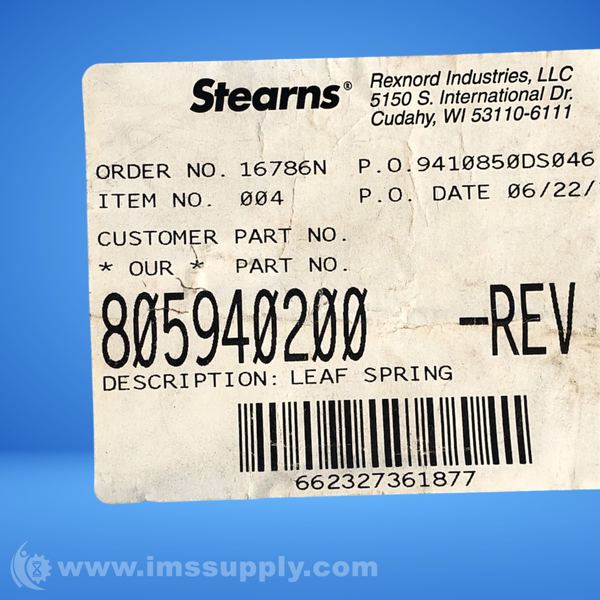 Stearns® Rexnord Industries, LLC
5150 S. International Dr.
Cudahy, WI 53110-6111
ORDER NO. 16786N P.O.9410850DS046
ITEM NO. 004 P.O. DATE 06/22/
CUSTOMER PART NO.
* OUR * PART NO.
805940200 -REV
DESCRIPTION: LEAF SPRING
662327361877
www.imssupply.com